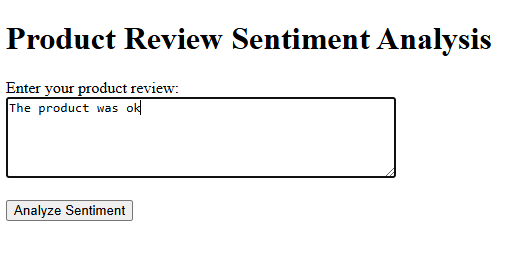 Product Review Sentiment Analysis
Enter your product review:
The product was ok
Analyze Sentiment